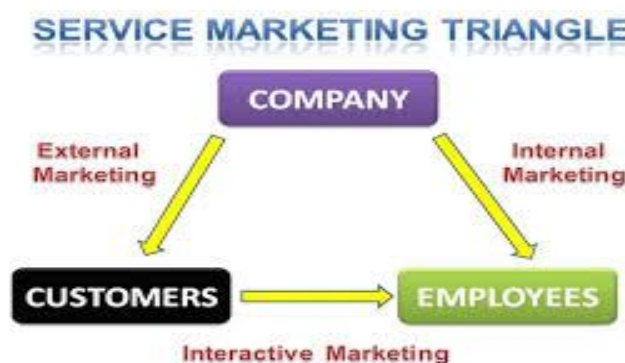 SERVICE MARKETING TRIANGLE
COMPANY
External
Marketing
Internal
Marketing
CUSTOMERS
EMPLOYEES
Interactive Marketing